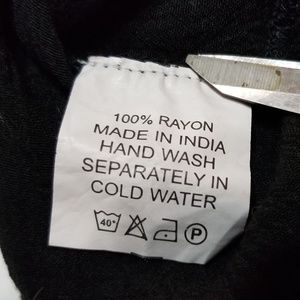 100% RAYON
MADE IN INDIA
HAND WASH
SEPARATELY IN
COLD WATER
40° P